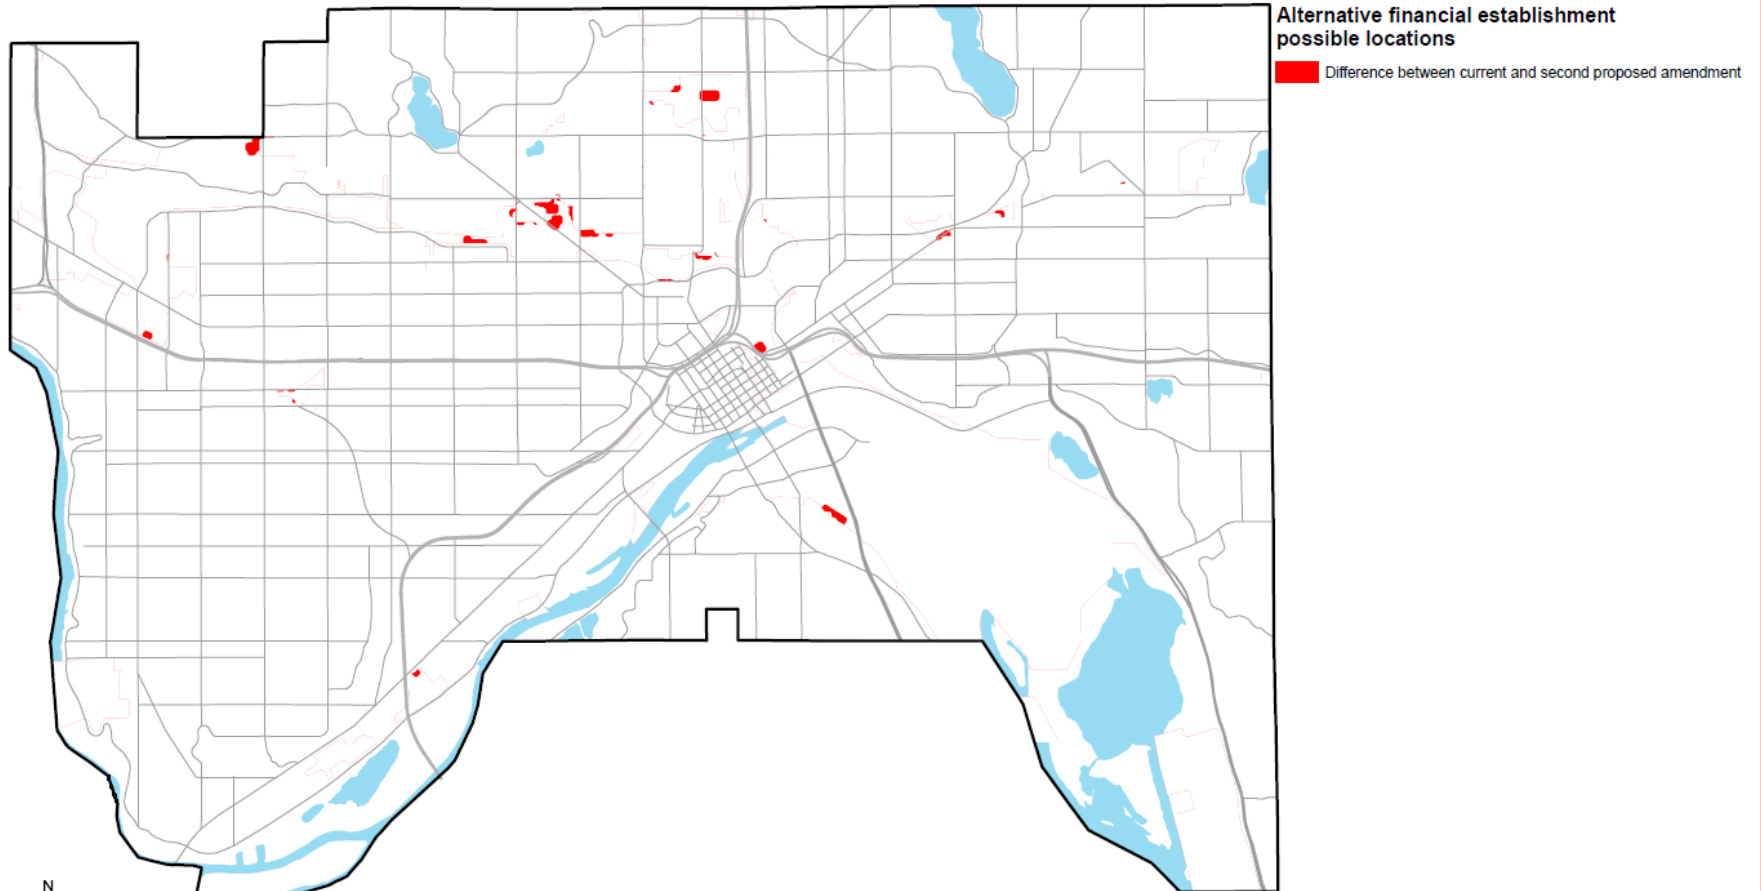 Alternative financial establishment
possible locations
Difference between current and second proposed amendment
N